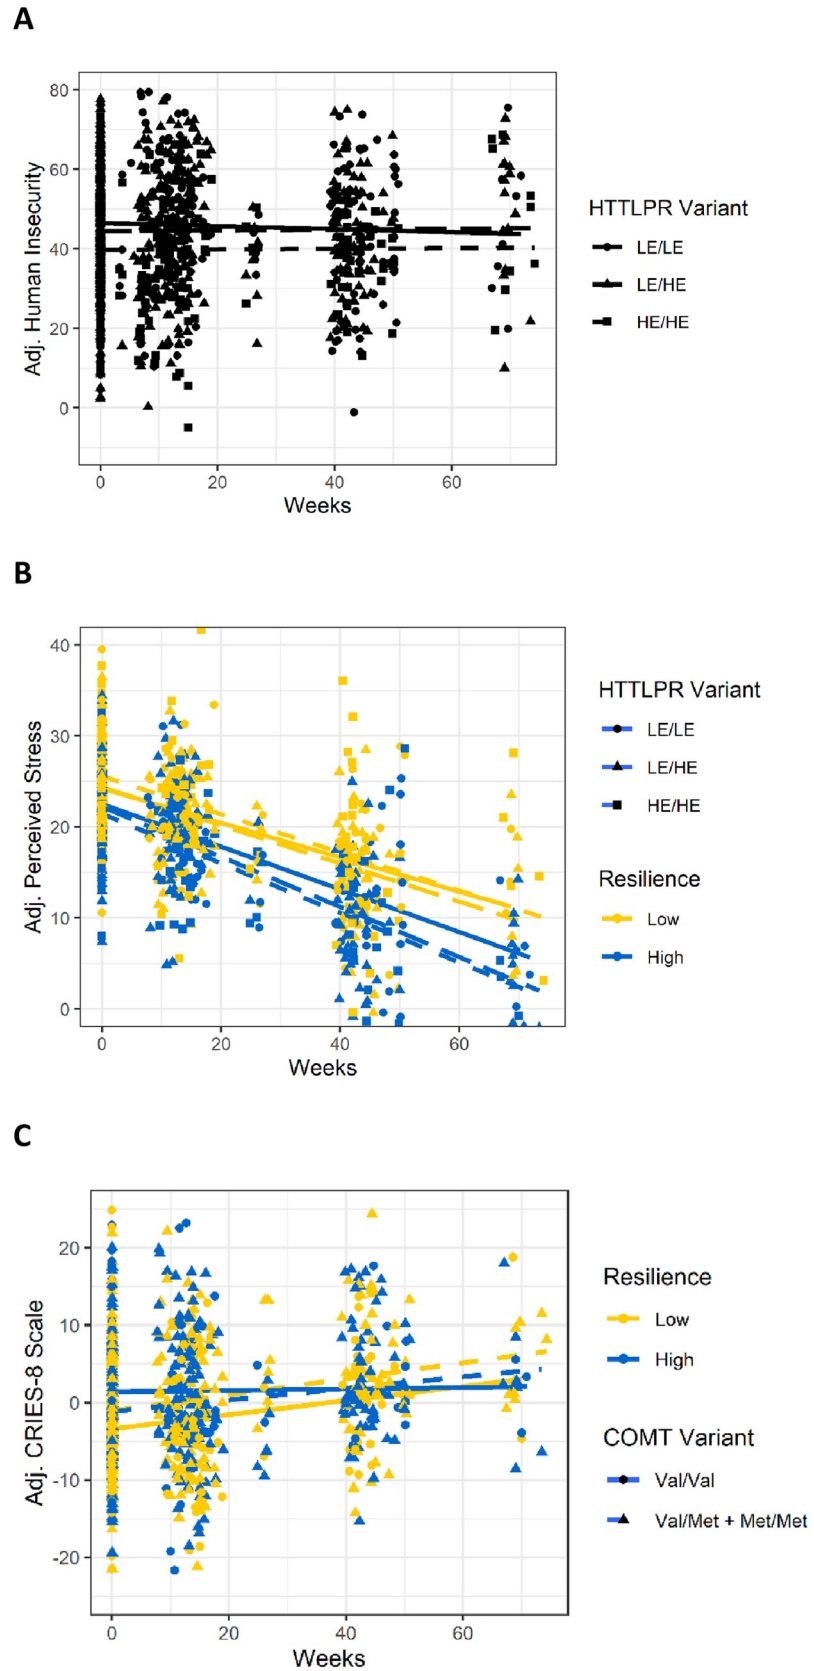 A
Adj. Human Insecurity
80
60
40
20
0
0 20 40 60
Weeks
HTTLPR Variant
LE/LE
LE/HE
HE/HE
B
Adj. Perceived Stress
40
30
20
10
0
0 20 40 60
Weeks
HTTLPR Variant
LE/LE
LE/HE
HE/HE
Resilience
Low
High
C
Adj. CRIES-8 Scale
20
10
0
-10
-20
0 20 40 60
Weeks
Resilience
Low
High
COMT Variant
Val/Val
Val/Met + Met/Met